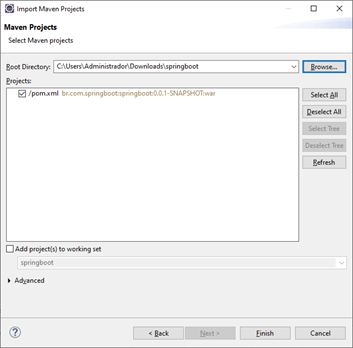 Import Maven Projects
Maven Projects
Select Maven projects
Root Directory: C:\Users\Administrador\Downloads\springboot Browse...
Projects:
/pom.xml br.com.springboot:springboot:0.0.1-SNAPSHOT:war
Select All
Deselect All
Select Tree
Deselect Tree
Refresh
Add project(s) to working set
springboot
Advanced
? < Back Next > Finish Cancel